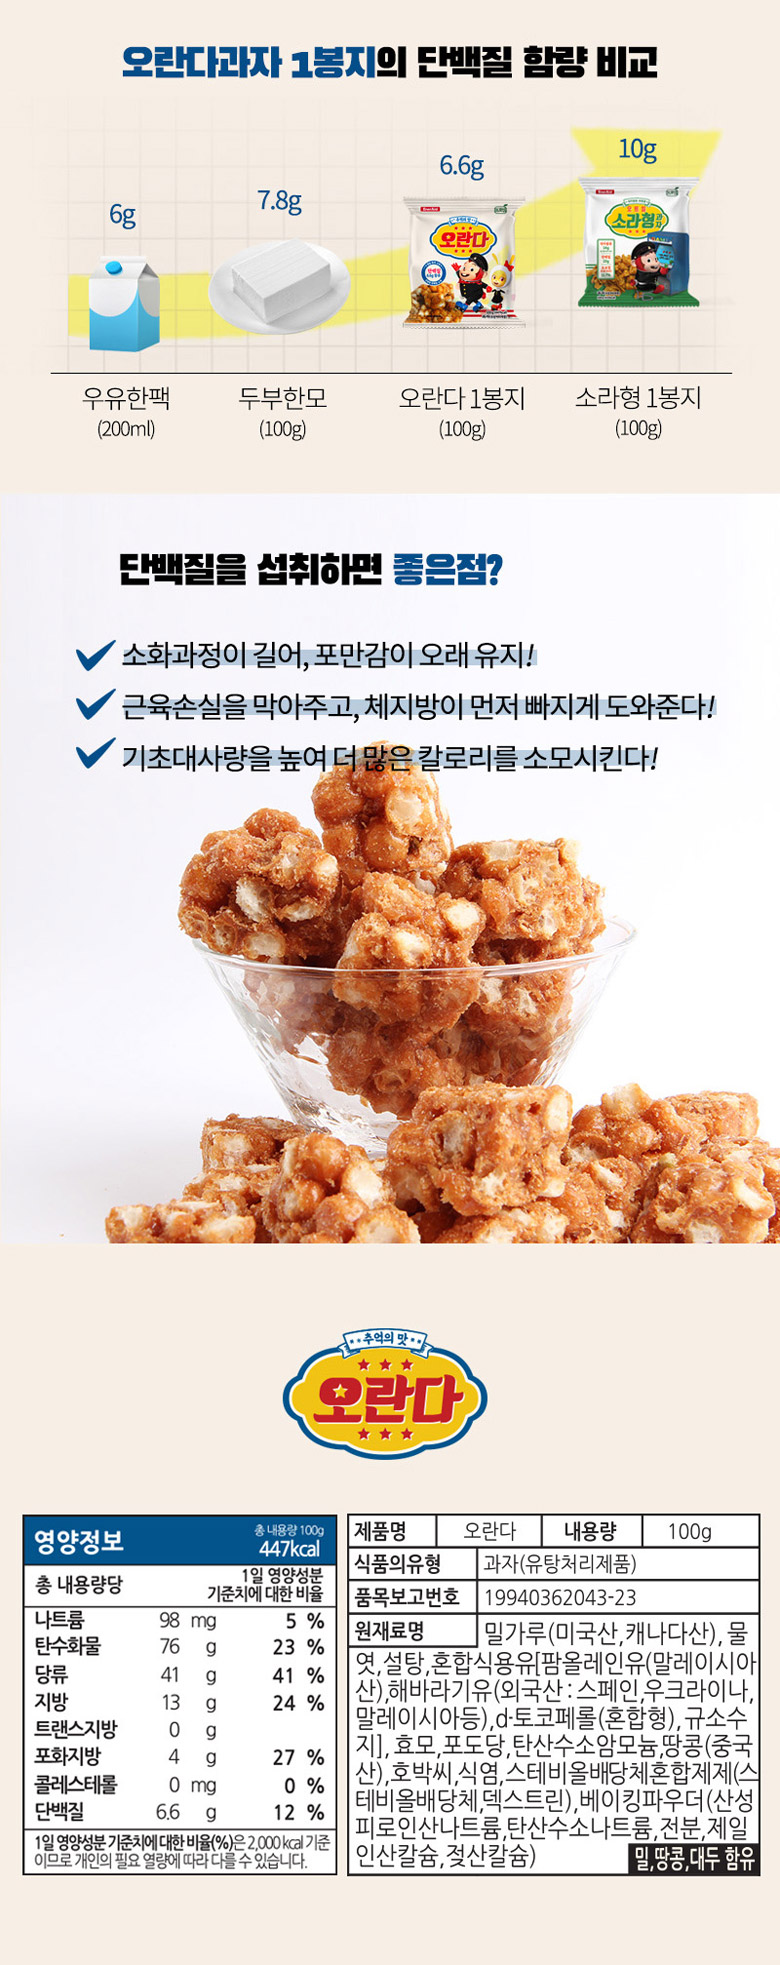 오란다과자 1봉지의 단백질 함량 비교
6g
7.8g
6.6g
10g
오란다
소라형과자
우유한팩
(200ml)
두부한모
(100g)
오란다 1봉지
(100g)
소라형 1봉지
(100g)
단백질을 섭취하면 좋은점?
소화과정이 길어, 포만감이 오래 유지!
근육손실을 막아주고, 체지방이 먼저 빠지게 도와준다!
기초대사량을 높여 더 많은 칼로리를 소모시킨다!
추억의 맛
오란다
영양정보
총 내용량 100g
447kcal
총 내용량당
1일 영양성분
기준치에 대한 비율
나트륨 98 mg 5 %
탄수화물 76 g 23 %
당류 41 g 41 %
지방 13 g 24 %
트랜스지방 0 g
포화지방 4 g 27 %
콜레스테롤 0 mg 0 %
단백질 6.6 g 12 %
1일 영양성분 기준치에 대한 비율(%)은 2,000 kcal 기준
이므로 개인의 필요 열량에 따라 다를 수 있습니다.
제품명 오란다 내용량 100g
식품의유형 과자(유탕처리제품)
품목보고번호 19940362043-23
원재료명 밀가루(미국산,캐나다산), 물
엿,설탕,혼합식용유[팜올레인유(말레이시아
산),해바라기유(외국산 : 스페인,우크라이나,
말레이시아등),d-토코페롤(혼합형), 규소수
지], 효모,포도당,탄산수소암모늄,땅콩(중국
산),호박씨,식염,스테비올배당체혼합제제(스
테비올배당체,덱스트린),베이킹파우더(산성
피로인산나트륨,탄산수소나트륨,전분,제일
인산칼슘,젖산칼슘)
밀,땅콩,대두 함유